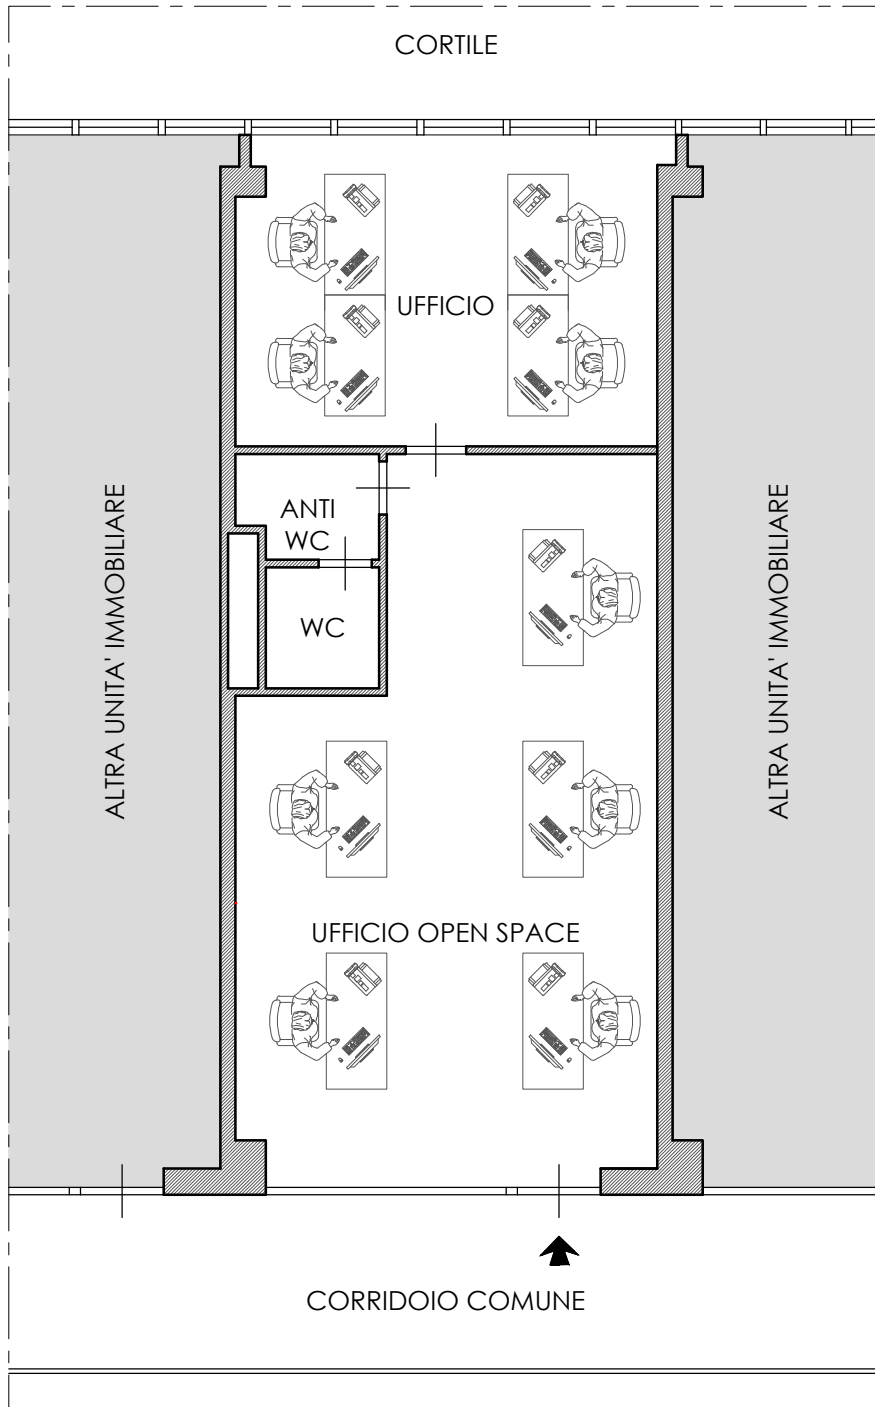 CORTILE
UFFICIO
ANTI
WC
WC
ALTRA UNITA' IMMOBILIARE
ALTRA UNITA' IMMOBILIARE
UFFICIO OPEN SPACE
CORRIDOIO COMUNE